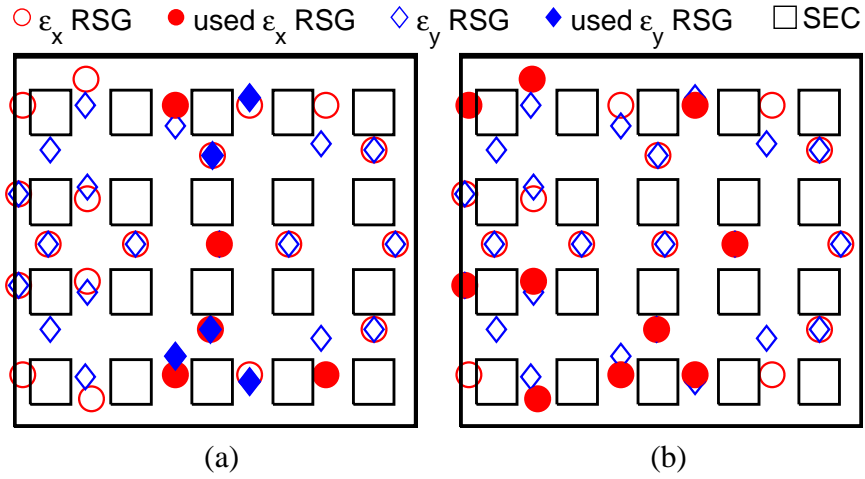 ε_x RSG used ε_x RSG ε_y RSG used ε_y RSG SEC
(a) (b)